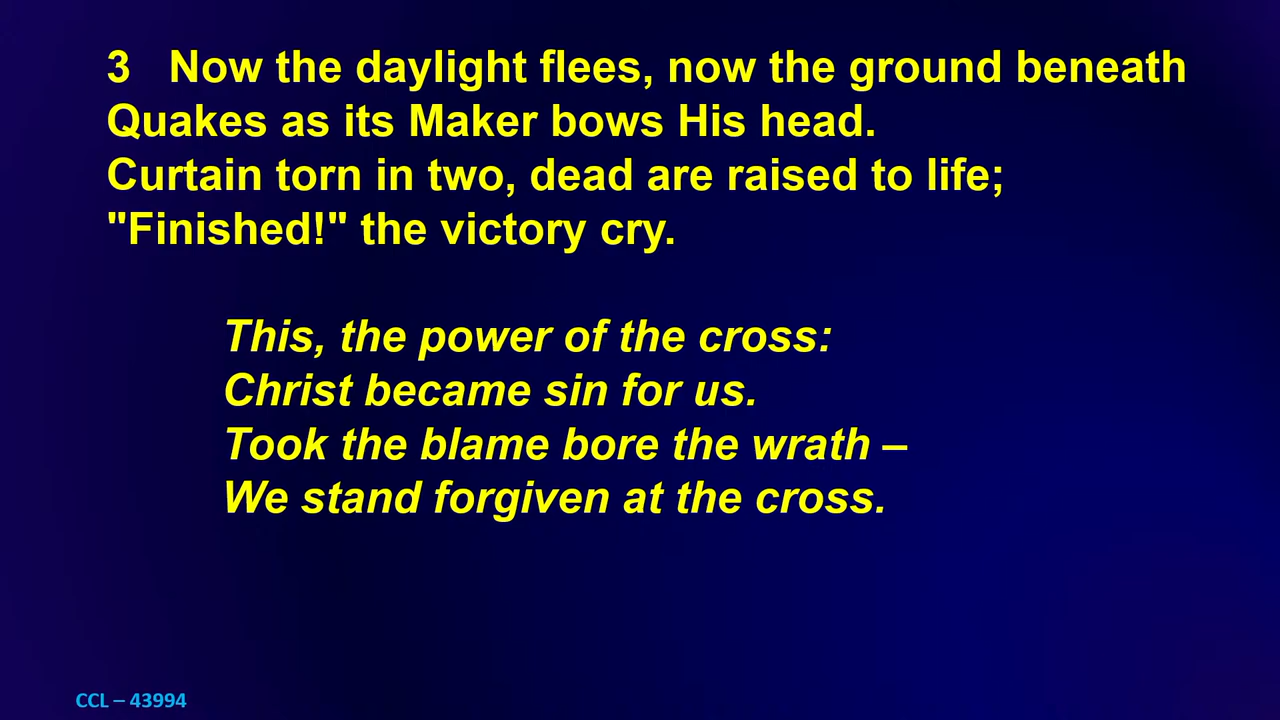 3 Now the daylight flees, now the ground beneath
Quakes as its Maker bows His head.
Curtain torn in two, dead are raised to life;
"Finished!" the victory cry.
This, the power of the cross:
Christ became sin for us.
Took the blame bore the wrath –
We stand forgiven at the cross.
CCL – 43994